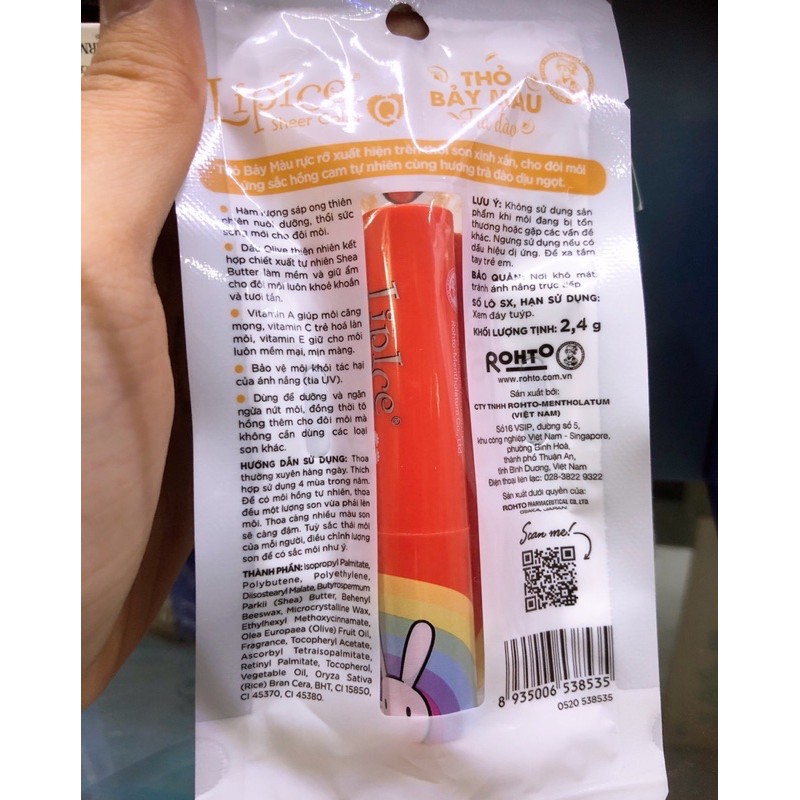 LipIce
Sheer Co
Q
THỎ
BẢY MÀU
Trà đào
Thỏ Bảy Màu rực rỡ xuất hiện trên thỏi son xinh xắn, cho đôi môi
ửng sắc hồng cam tự nhiên cùng hương trà đào dịu ngọt.
Hàm lượng sáp ong thiên
nhiên nuôi dưỡng, thổi sức
sống mới cho đôi môi.
Dầu Olive thiên nhiên kết
hợp chiết xuất tự nhiên Shea
Butter làm mềm và giữ ẩm
cho đôi môi luôn khoẻ khoắn
và tươi tắn.
Vitamin A giúp môi căng
mọng, vitamin C trẻ hoá làn
môi, vitamin E giữ cho môi
luôn mềm mại, mịn màng.
Bảo vệ môi khỏi tác hại
của ánh nắng (tia UV).
Dùng để dưỡng và ngăn
ngừa nứt môi, đồng thời tô
hồng thêm cho đôi môi mà
không cần dùng các loại
son khác.
HƯỚNG DẪN SỬ DỤNG: Thoa
thường xuyên hàng ngày. Thích
hợp sử dụng 4 mùa trong năm.
Để có môi hồng tự nhiên, thoa
đều một lượng son vừa phải lên
môi. Thoa càng nhiều màu son
sẽ càng đậm. Tuỳ sắc thái môi
của mỗi người, điều chỉnh lượng
son để có sắc môi như ý.
THÀNH PHẦN: Isopropyl Palmitate,
Polybutene, Polyethylene,
Diisostearyl Malate, Butyrospermum
Parkii (Shea) Butter, Behenyl
Beeswax, Microcrystalline Wax,
Ethylhexyl Methoxycinnamate,
Olea Europaea (Olive) Fruit Oil,
Fragrance, Tocopheryl Acetate,
Ascorbyl Tetraisopalmitate,
Retinyl Palmitate, Tocopherol,
Vegetable Oil, Oryza Sativa
(Rice) Bran Cera, BHT, CI 15850,
CI 45370, CI 45380.
LipIce®
LƯU Ý: Không sử dụng sản
phẩm khi môi đang bị tổn
thương hoặc gặp các vấn đề
khác. Ngưng sử dụng nếu có
dấu hiệu dị ứng. Để xa tầm
tay trẻ em.
BẢO QUẢN: Nơi khô mát,
tránh ánh nắng trực tiếp.
SỐ LÔ SX, HẠN SỬ DỤNG:
Xem đáy tuýp.
KHỐI LƯỢNG TỊNH: 2,4 g
ROHTO
www.rohto.com.vn
Sản xuất bởi:
CTY TNHH ROHTO-MENTHOLATUM
(VIỆT NAM)
Số 16 VSIP, đường số 5,
khu công nghiệp Việt Nam - Singapore,
phường Bình Hoà,
thành phố Thuận An,
tỉnh Bình Dương, Việt Nam
Điện thoại liên lạc: 028-3822 9322
Sản xuất dưới quyền của:
ROHTO PHARMACEUTICAL CO. LTD.
OSAKA, JAPAN
Scan me!
8 935006 538535
0520 538535